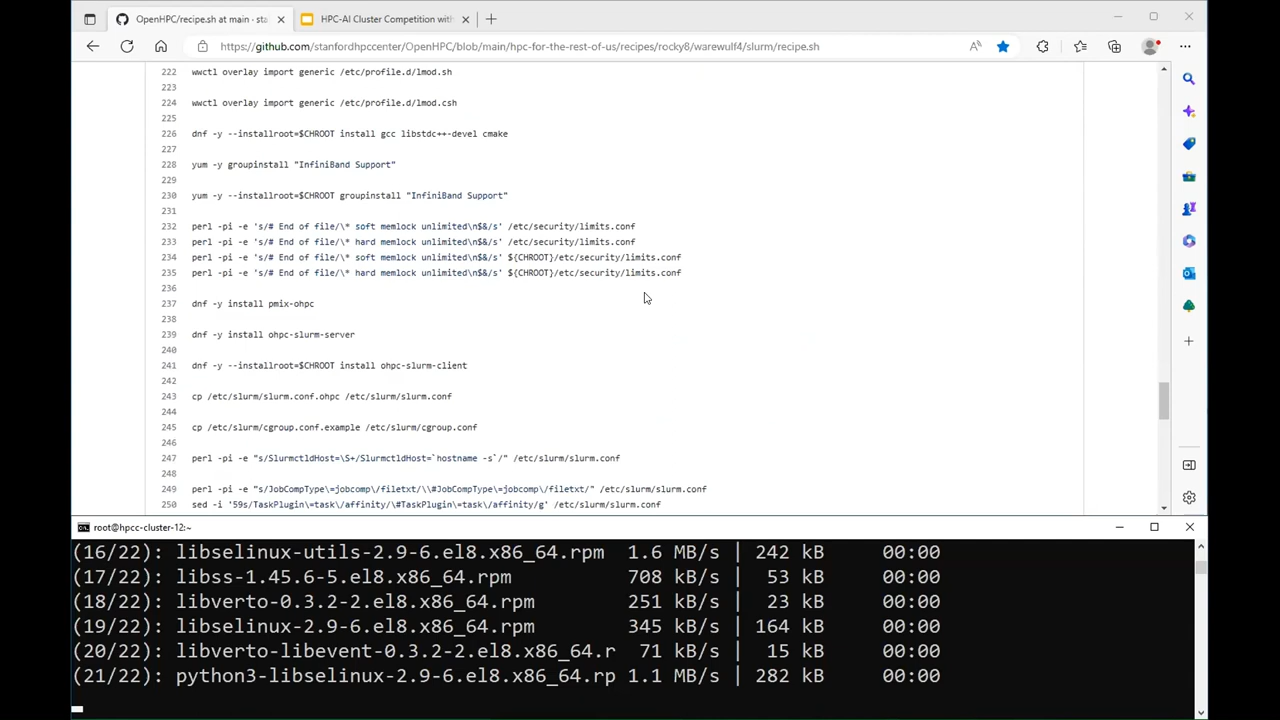 OpenHPC/recipe.sh at main · sta
HPC-AI Cluster Competition with
https://github.com/stanfordhpccenter/OpenHPC/blob/main/hpc-for-the-rest-of-us/recipes/rocky8/warewulf4/slurm/recipe.sh
222 wwctl overlay import generic /etc/profile.d/lmod.sh
223
224 wwctl overlay import generic /etc/profile.d/lmod.csh
225
226 dnf -y --installroot=$CHROOT install gcc libstdc++-devel cmake
227
228 yum -y groupinstall "InfiniBand Support"
229
230 yum -y --installroot=$CHROOT groupinstall "InfiniBand Support"
231
232 perl -pi -e 's/# End of file/\* soft memlock unlimited\n$&/s' /etc/security/limits.conf
233 perl -pi -e 's/# End of file/\* hard memlock unlimited\n$&/s' /etc/security/limits.conf
234 perl -pi -e 's/# End of file/\* soft memlock unlimited\n$&/s' ${CHROOT}/etc/security/limits.conf
235 perl -pi -e 's/# End of file/\* hard memlock unlimited\n$&/s' ${CHROOT}/etc/security/limits.conf
236
237 dnf -y install pmix-ohpc
238
239 dnf -y install ohpc-slurm-server
240
241 dnf -y --installroot=$CHROOT install ohpc-slurm-client
242
243 cp /etc/slurm/slurm.conf.ohpc /etc/slurm/slurm.conf
244
245 cp /etc/slurm/cgroup.conf.example /etc/slurm/cgroup.conf
246
247 perl -pi -e "s/SlurmctldHost=\S+/SlurmctldHost=`hostname -s`/" /etc/slurm/slurm.conf
248
249 perl -pi -e "s/JobCompType\=jobcomp\/filetxt/\\#JobCompType\=jobcomp\/filetxt/" /etc/slurm/slurm.conf
250 sed -i '59s/TaskPlugin\=task\/affinity/\#TaskPlugin\=task\/affinity/g' /etc/slurm/slurm.conf
root@hpcc-cluster-12:~
(16/22): libselinux-utils-2.9-6.el8.x86_64.rpm 1.6 MB/s | 242 kB 00:00
(17/22): libss-1.45.6-5.el8.x86_64.rpm 708 kB/s | 53 kB 00:00
(18/22): libverto-0.3.2-2.el8.x86_64.rpm 251 kB/s | 23 kB 00:00
(19/22): libselinux-2.9-6.el8.x86_64.rpm 345 kB/s | 164 kB 00:00
(20/22): libverto-libevent-0.3.2-2.el8.x86_64.r 71 kB/s | 15 kB 00:00
(21/22): python3-libselinux-2.9-6.el8.x86_64.rp 1.1 MB/s | 282 kB 00:00